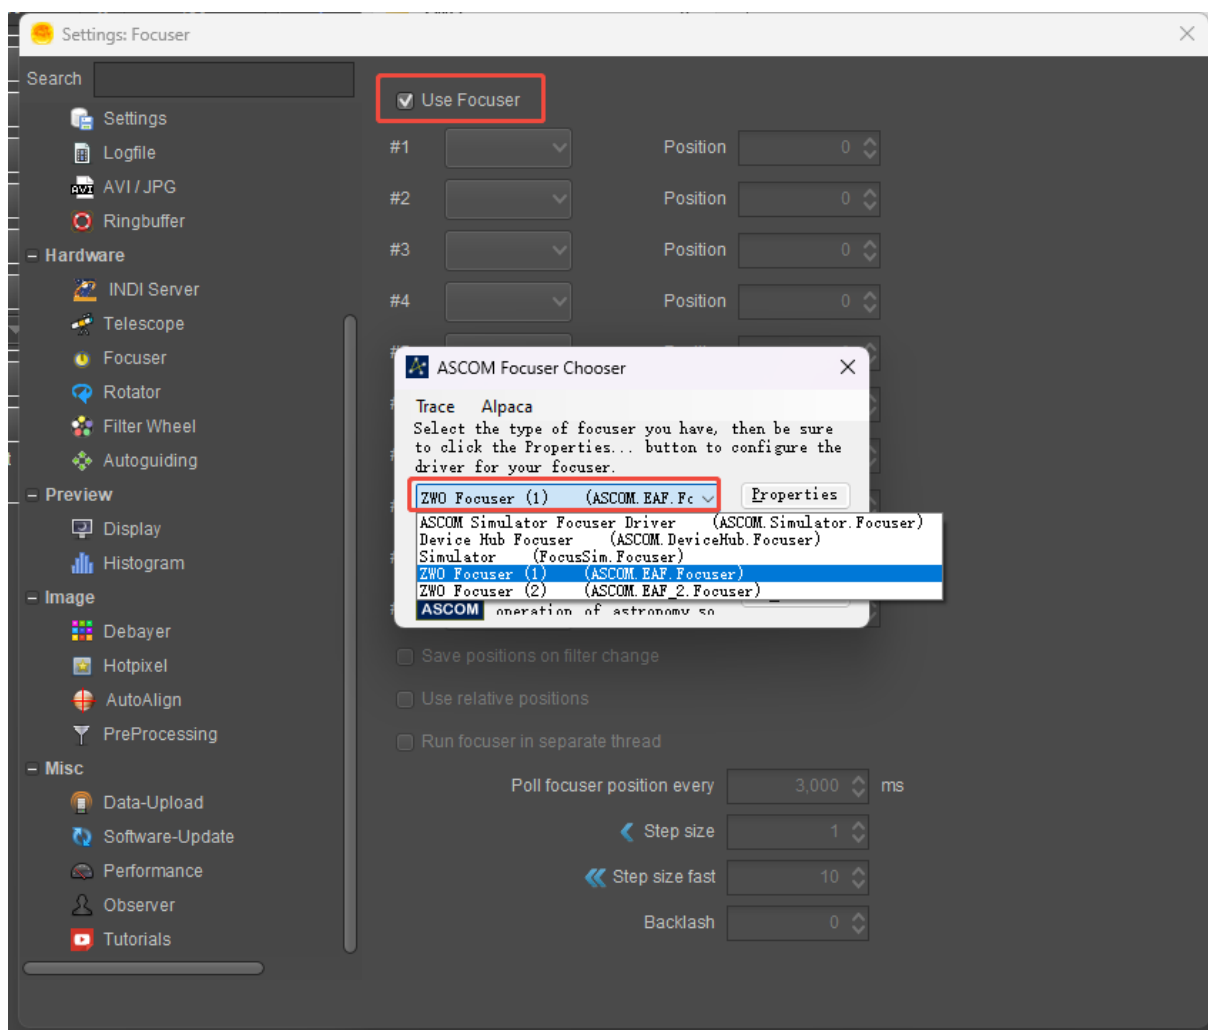 Settings: Focuser
Search
Settings
Logfile
AVI / JPG
Ringbuffer
Hardware
INDI Server
Telescope
Focuser
Rotator
Filter Wheel
Autoguiding
Preview
Display
Histogram
Image
Debayer
Hotpixel
AutoAlign
PreProcessing
Misc
Data-Upload
Software-Update
Performance
Observer
Tutorials
Use Focuser
#1 Position 0
#2 Position 0
#3 Position 0
#4 Position 0
ASCOM Focuser Chooser
Trace Alpaca
Select the type of focuser you have, then be sure
to click the Properties... button to configure the
driver for your focuser.
ZWO Focuser (1) (ASCOM.EAF.Fc
Properties
ASCOM Simulator Focuser Driver (ASCOM.Simulator.Focuser)
Device Hub Focuser (ASCOM.DeviceHub.Focuser)
Simulator (FocusSim.Focuser)
ZWO Focuser (1) (ASCOM.EAF.Focuser)
ZWO Focuser (2) (ASCOM.EAF_2.Focuser)
ASCOM operation of astronomy so
Save positions on filter change
Use relative positions
Run focuser in separate thread
Poll focuser position every 3,000 ms
Step size 1
Step size fast 10
Backlash 0